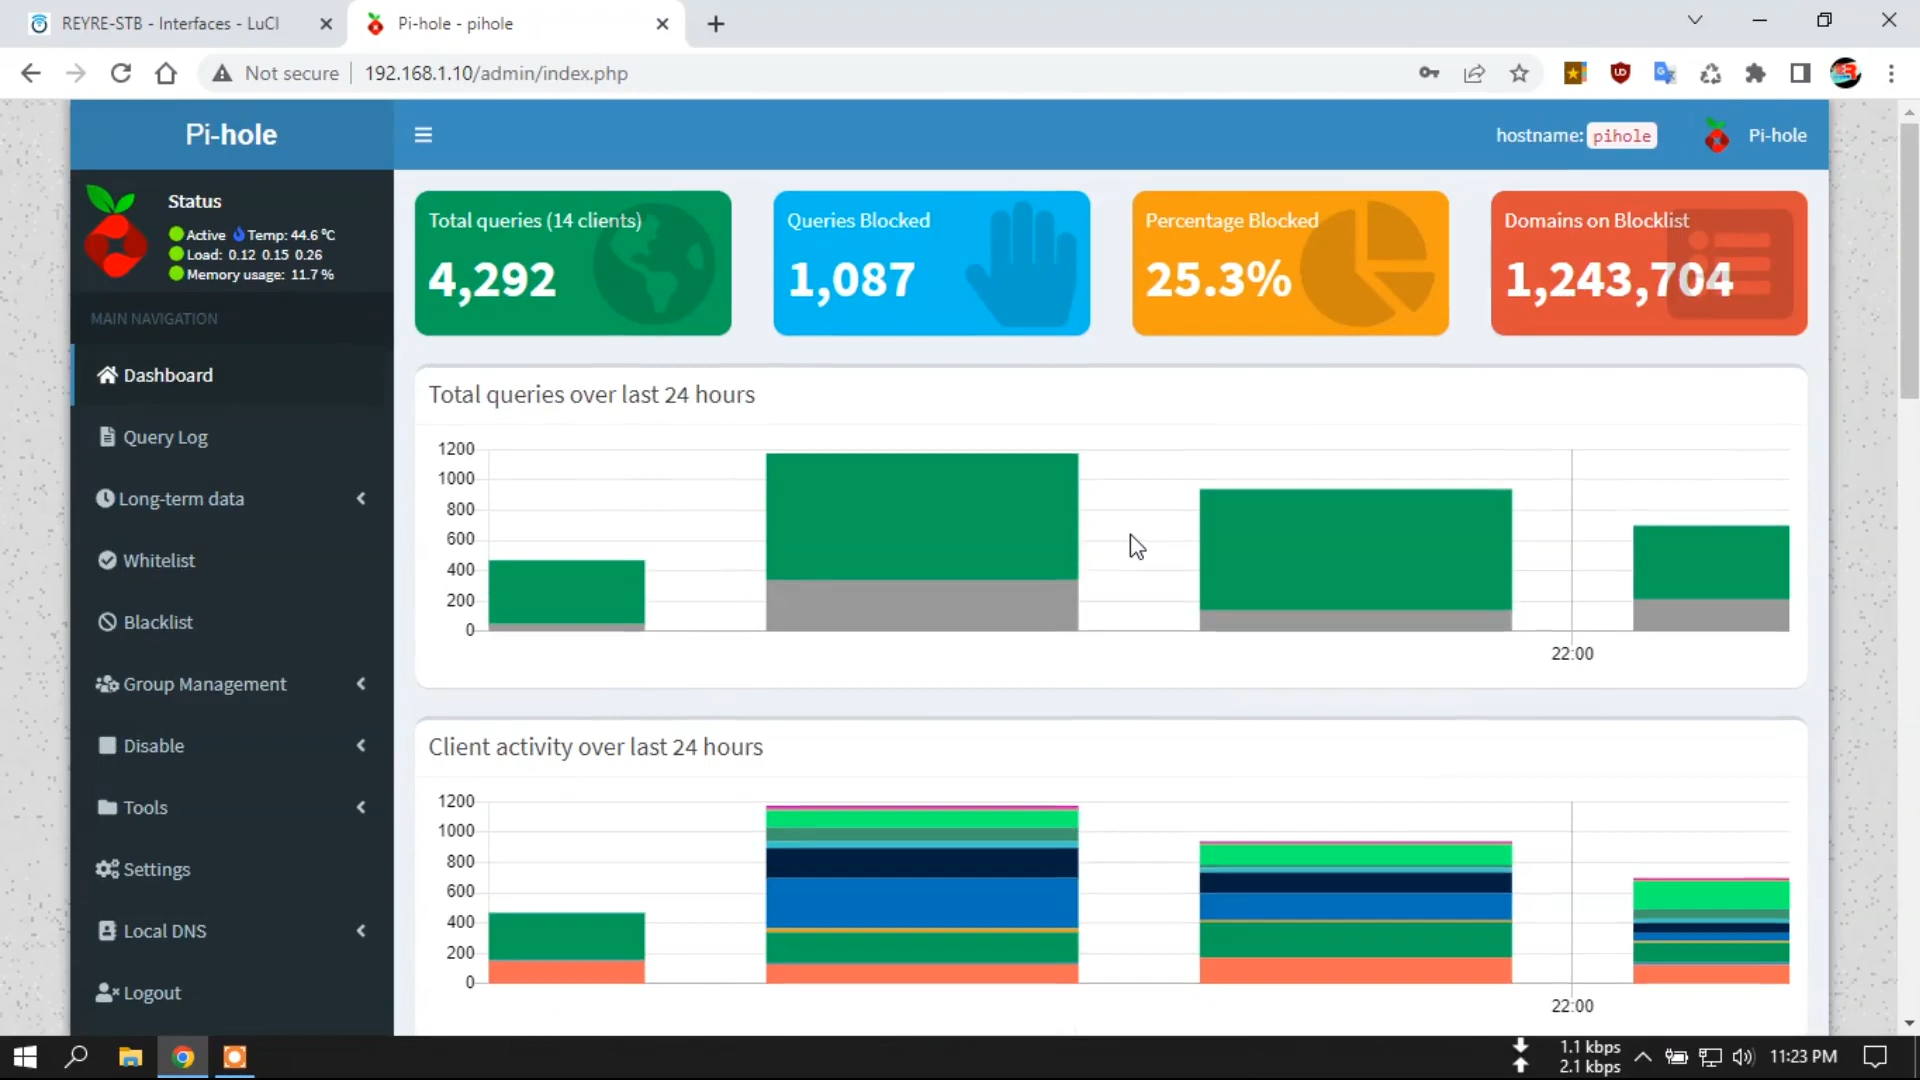 REYRE-STB - Interfaces - LuCI
Pi-hole - pihole
Not secure
192.168.1.10/admin/index.php
Pi-hole
hostname: pihole
Pi-hole
Status
Active Temp: 44.6 °C
Load: 0.12 0.15 0.26
Memory usage: 11.7 %
MAIN NAVIGATION
Dashboard
Query Log
Long-term data
Whitelist
Blacklist
Group Management
Disable
Tools
Settings
Local DNS
Logout
Total queries (14 clients)
4,292
Queries Blocked
1,087
Percentage Blocked
25.3%
Domains on Blocklist
1,243,704
Total queries over last 24 hours
1200
1000
800
600
400
200
0
22:00
Client activity over last 24 hours
1200
1000
800
600
400
200
0
22:00
1.1 kbps
2.1 kbps
11:23 PM